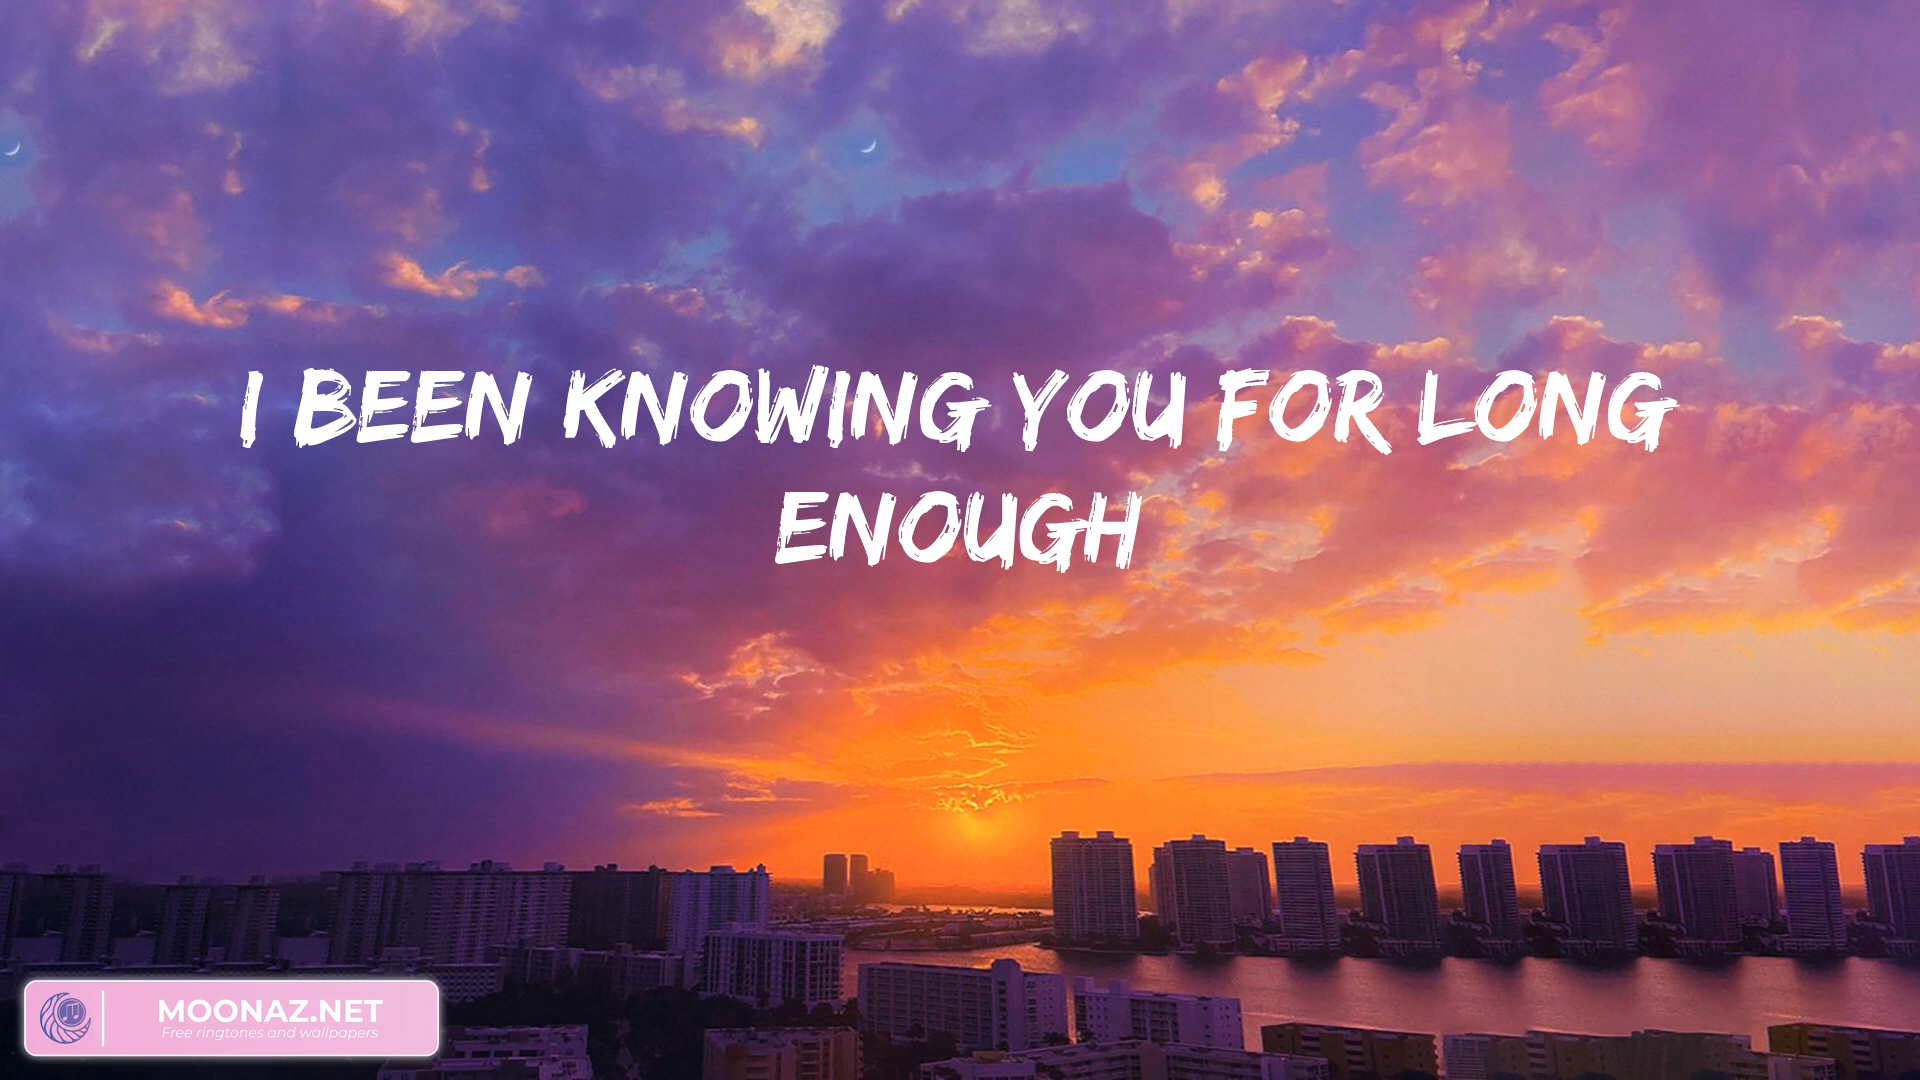 I BEEN KNOWING YOU FOR LONG
ENOUGH
MOONAZ.NET
Free ringtones and wallpapers